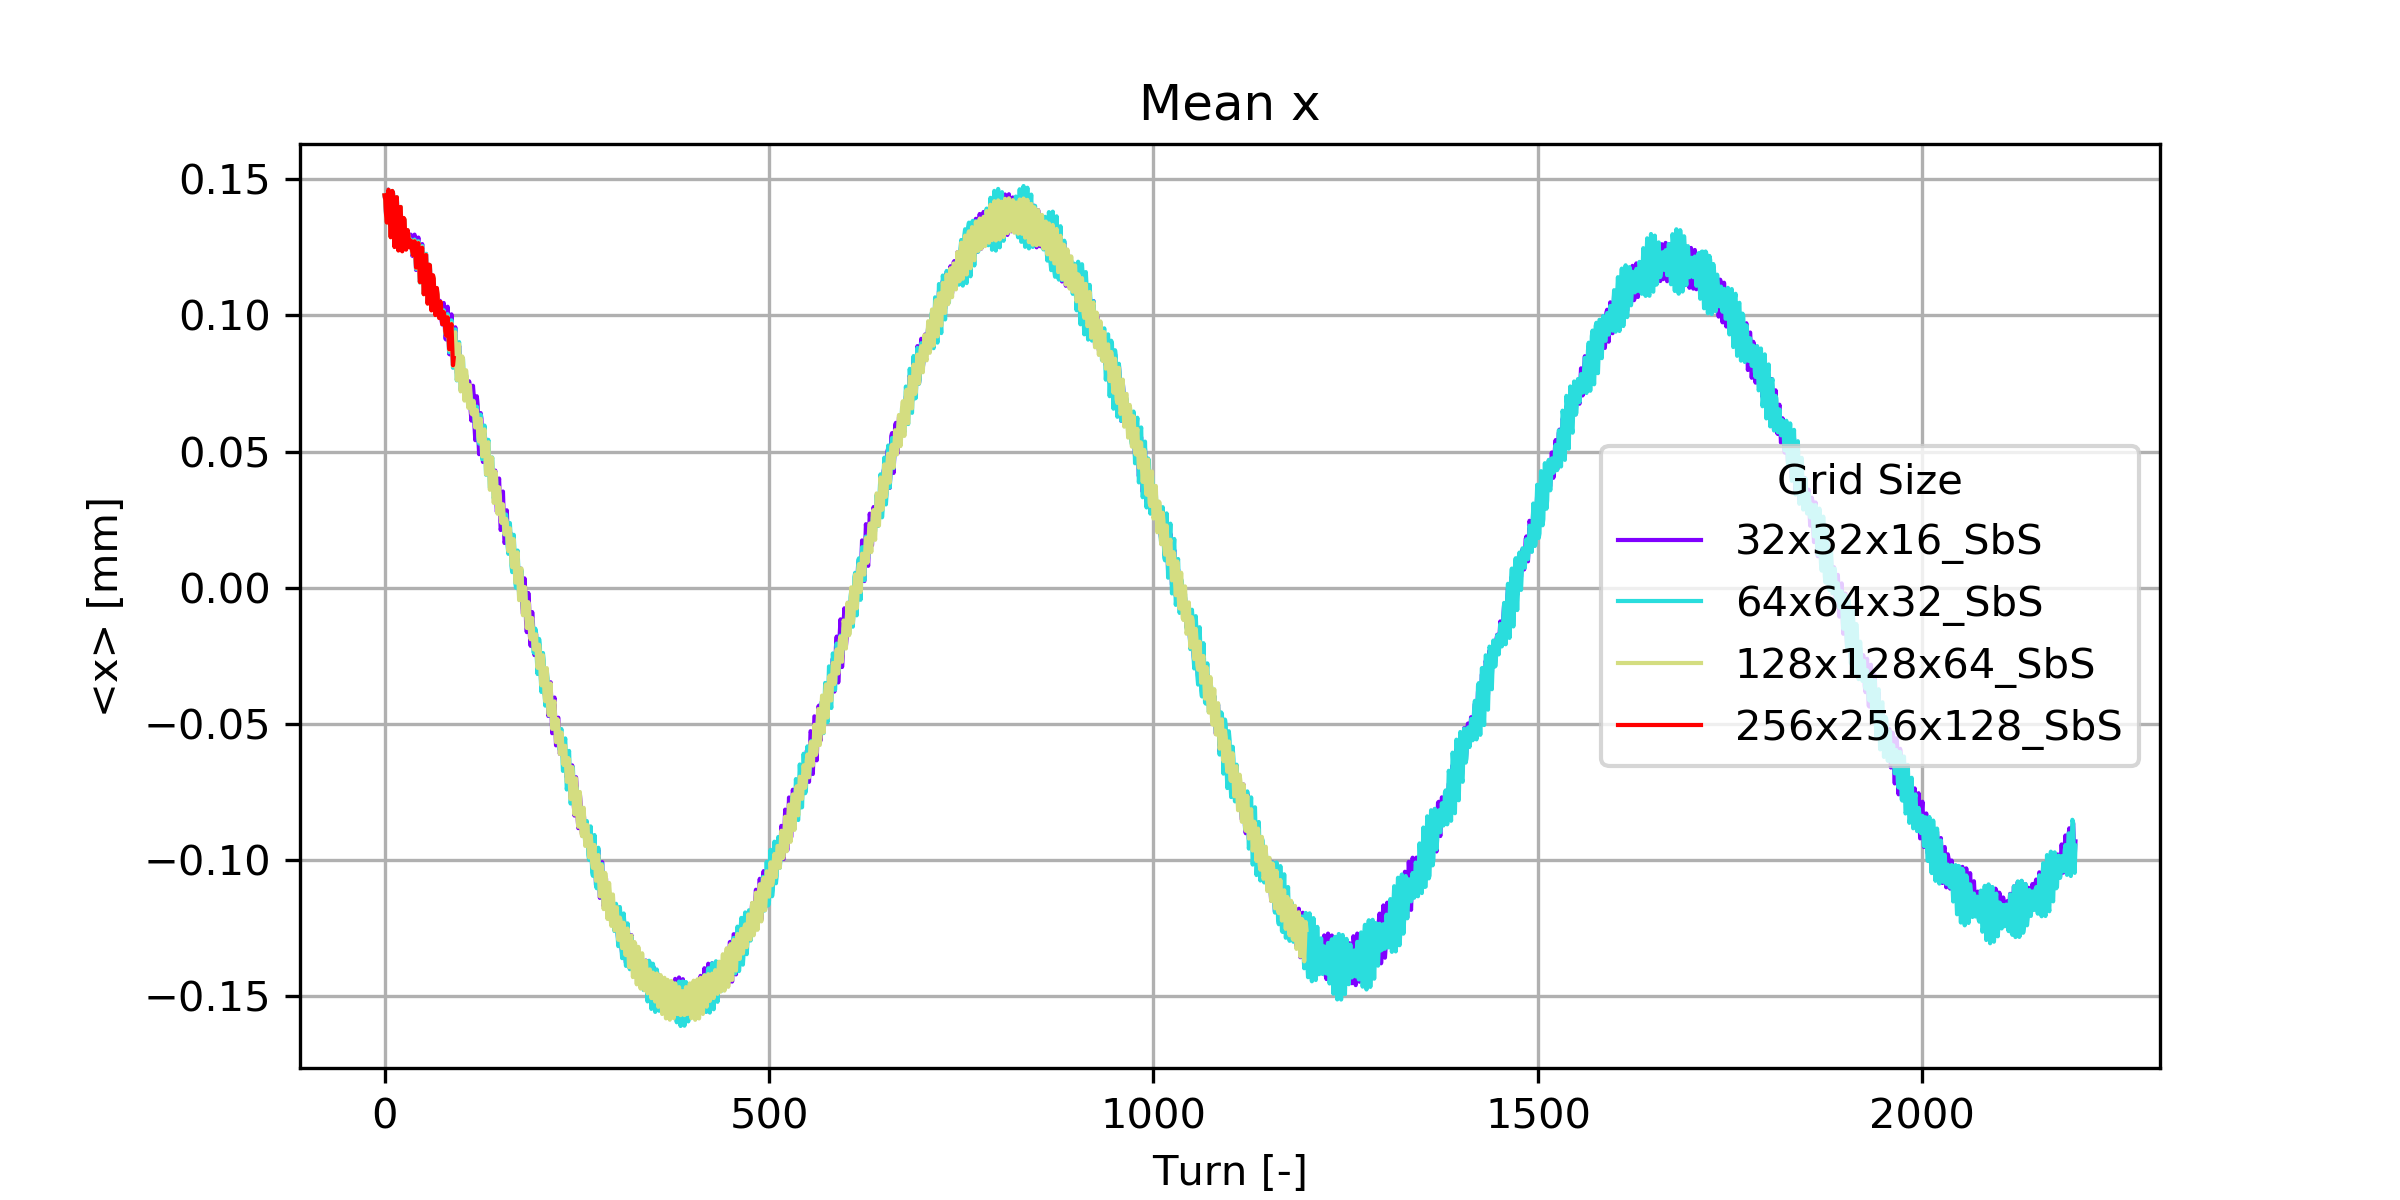 Mean x
0.15
0.10
0.05
0.00
−0.05
−0.10
−0.15
<x> [mm]
Grid Size
32x32x16_SbS
64x64x32_SbS
128x128x64_SbS
256x256x128_SbS
0 500 1000 1500 2000
Turn [-]